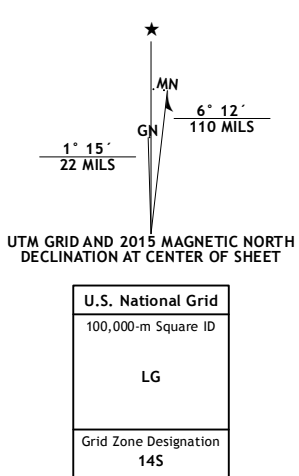 ★
MN
GN
6° 12´
110 MILS
1° 15´
22 MILS
UTM GRID AND 2015 MAGNETIC NORTH
DECLINATION AT CENTER OF SHEET
U.S. National Grid
100,000-m Square ID
LG
Grid Zone Designation
14S